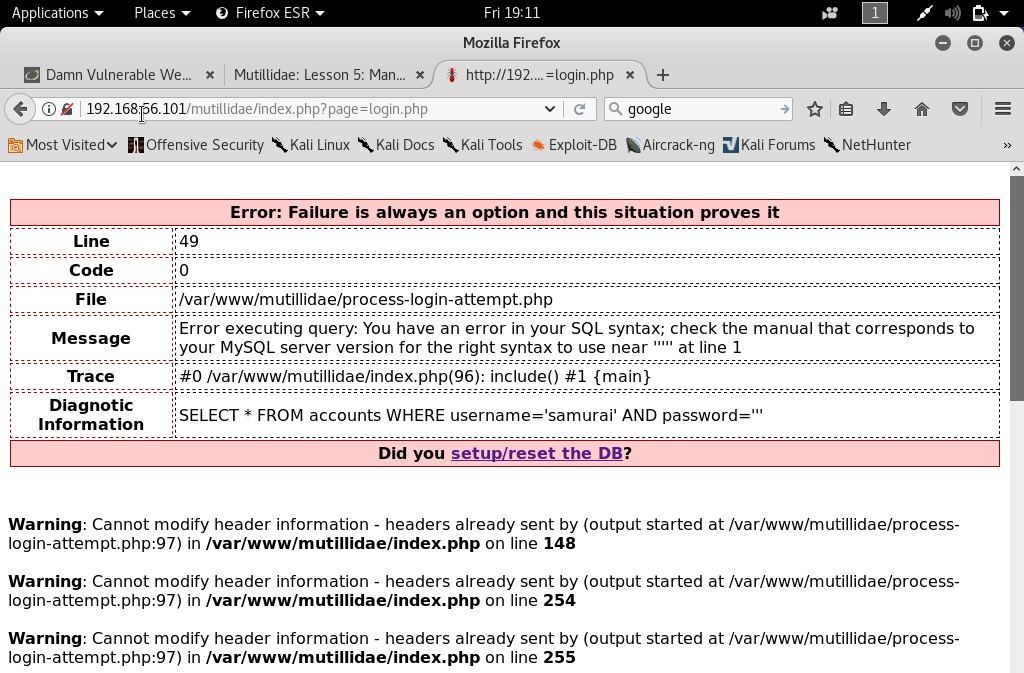 Applications Places Firefox ESR Fri 19:11 1
Mozilla Firefox
Damn Vulnerable We... Mutillidae: Lesson 5: Man... http://192....=login.php
192.168.56.101/mutillidae/index.php?page=login.php google
Most Visited Offensive Security Kali Linux Kali Docs Kali Tools Exploit-DB Aircrack-ng Kali Forums NetHunter »
Error: Failure is always an option and this situation proves it
Line 49
Code 0
File /var/www/mutillidae/process-login-attempt.php
Message Error executing query: You have an error in your SQL syntax; check the manual that corresponds to
your MySQL server version for the right syntax to use near ''''' at line 1
Trace #0 /var/www/mutillidae/index.php(96): include() #1 {main}
Diagnostic
Information
SELECT * FROM accounts WHERE username='samurai' AND password='''
Did you setup/reset the DB?
Warning: Cannot modify header information - headers already sent by (output started at /var/www/mutillidae/process-
login-attempt.php:97) in /var/www/mutillidae/index.php on line 148
Warning: Cannot modify header information - headers already sent by (output started at /var/www/mutillidae/process-
login-attempt.php:97) in /var/www/mutillidae/index.php on line 254
Warning: Cannot modify header information - headers already sent by (output started at /var/www/mutillidae/process-
login-attempt.php:97) in /var/www/mutillidae/index.php on line 255